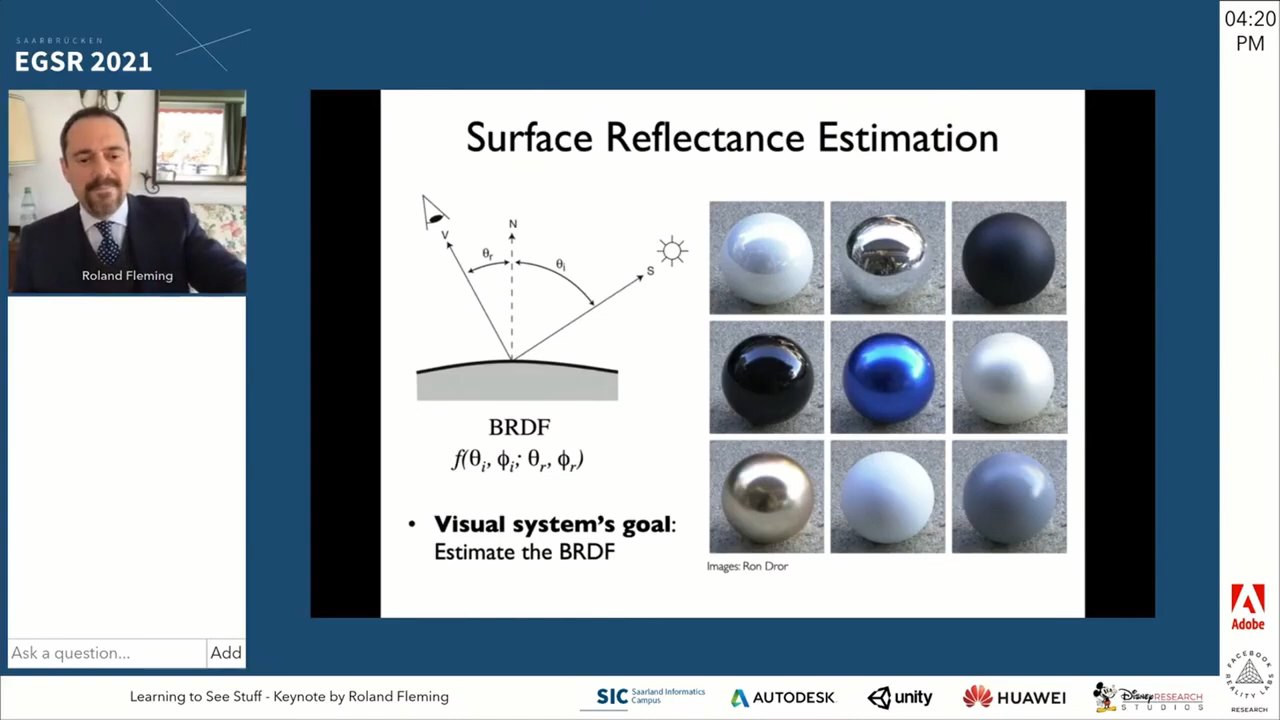 SAARBRÜCKEN
EGSR 2021
Roland Fleming
Ask a question...
Add
Surface Reflectance Estimation
V
N
S
θr
θi
BRDF
f(θi, ϕi; θr, ϕr)
• Visual system's goal:
Estimate the BRDF
Images: Ron Dror
04:20
PM
Adobe
FACEBOOK
REALITY LABS
RESEARCH
Learning to See Stuff - Keynote by Roland Fleming
SIC Saarland Informatics
Campus
AUTODESK
unity
HUAWEI
Disney RESEARCH
STUDIOS